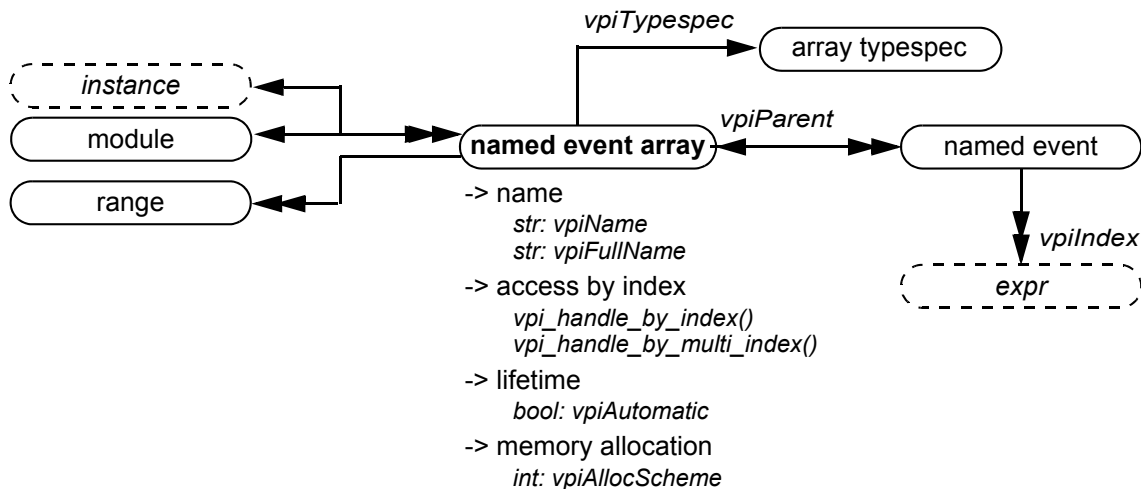 vpiTypespec
array typespec
instance
module
range
named event array
vpiParent
named event
vpiIndex
expr
-> name
str: vpiName
str: vpiFullName
-> access by index
vpi_handle_by_index()
vpi_handle_by_multi_index()
-> lifetime
bool: vpiAutomatic
-> memory allocation
int: vpiAllocScheme